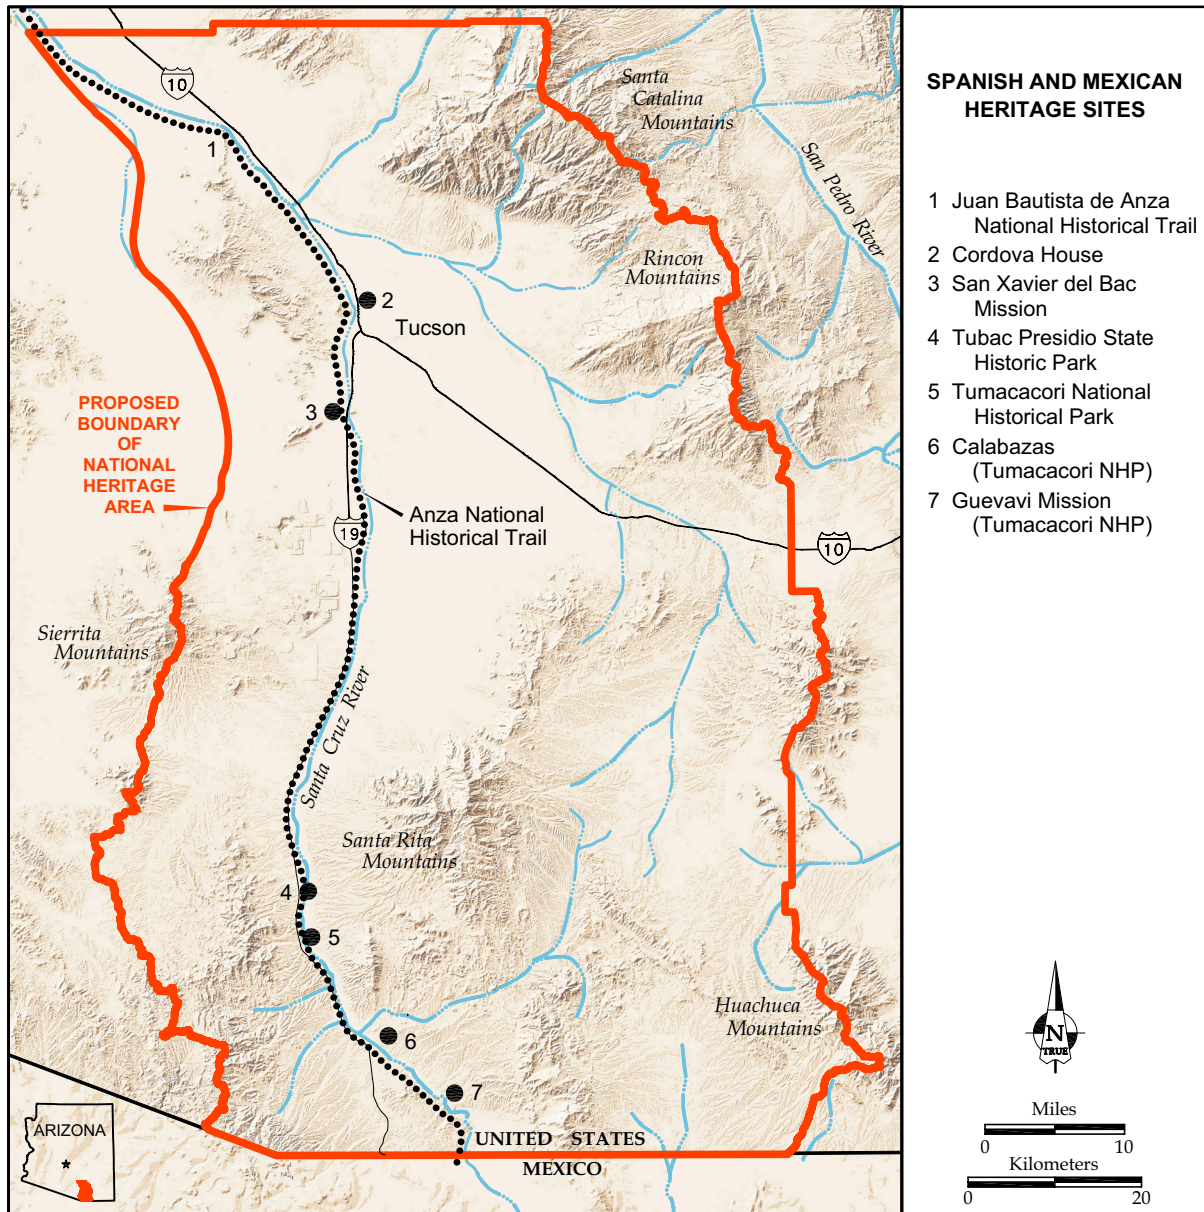 SPANISH AND MEXICAN
HERITAGE SITES
1 Juan Bautista de Anza
National Historical Trail
2 Cordova House
3 San Xavier del Bac
Mission
4 Tubac Presidio State
Historic Park
5 Tumacacori National
Historical Park
6 Calabazas
(Tumacacori NHP)
7 Guevavi Mission
(Tumacacori NHP)
10
Santa
Catalina
Mountains
1
San Pedro River
Rincon
Mountains
2
Tucson
3
PROPOSED
BOUNDARY
OF
NATIONAL
HERITAGE
AREA
Anza National
Historical Trail
19
10
Sierrita
Mountains
Santa Cruz River
Santa Rita
Mountains
4
5
Huachuca
Mountains
6
7
UNITED STATES
MEXICO
ARIZONA
N
TRUE
Miles
0 10
Kilometers
0 20